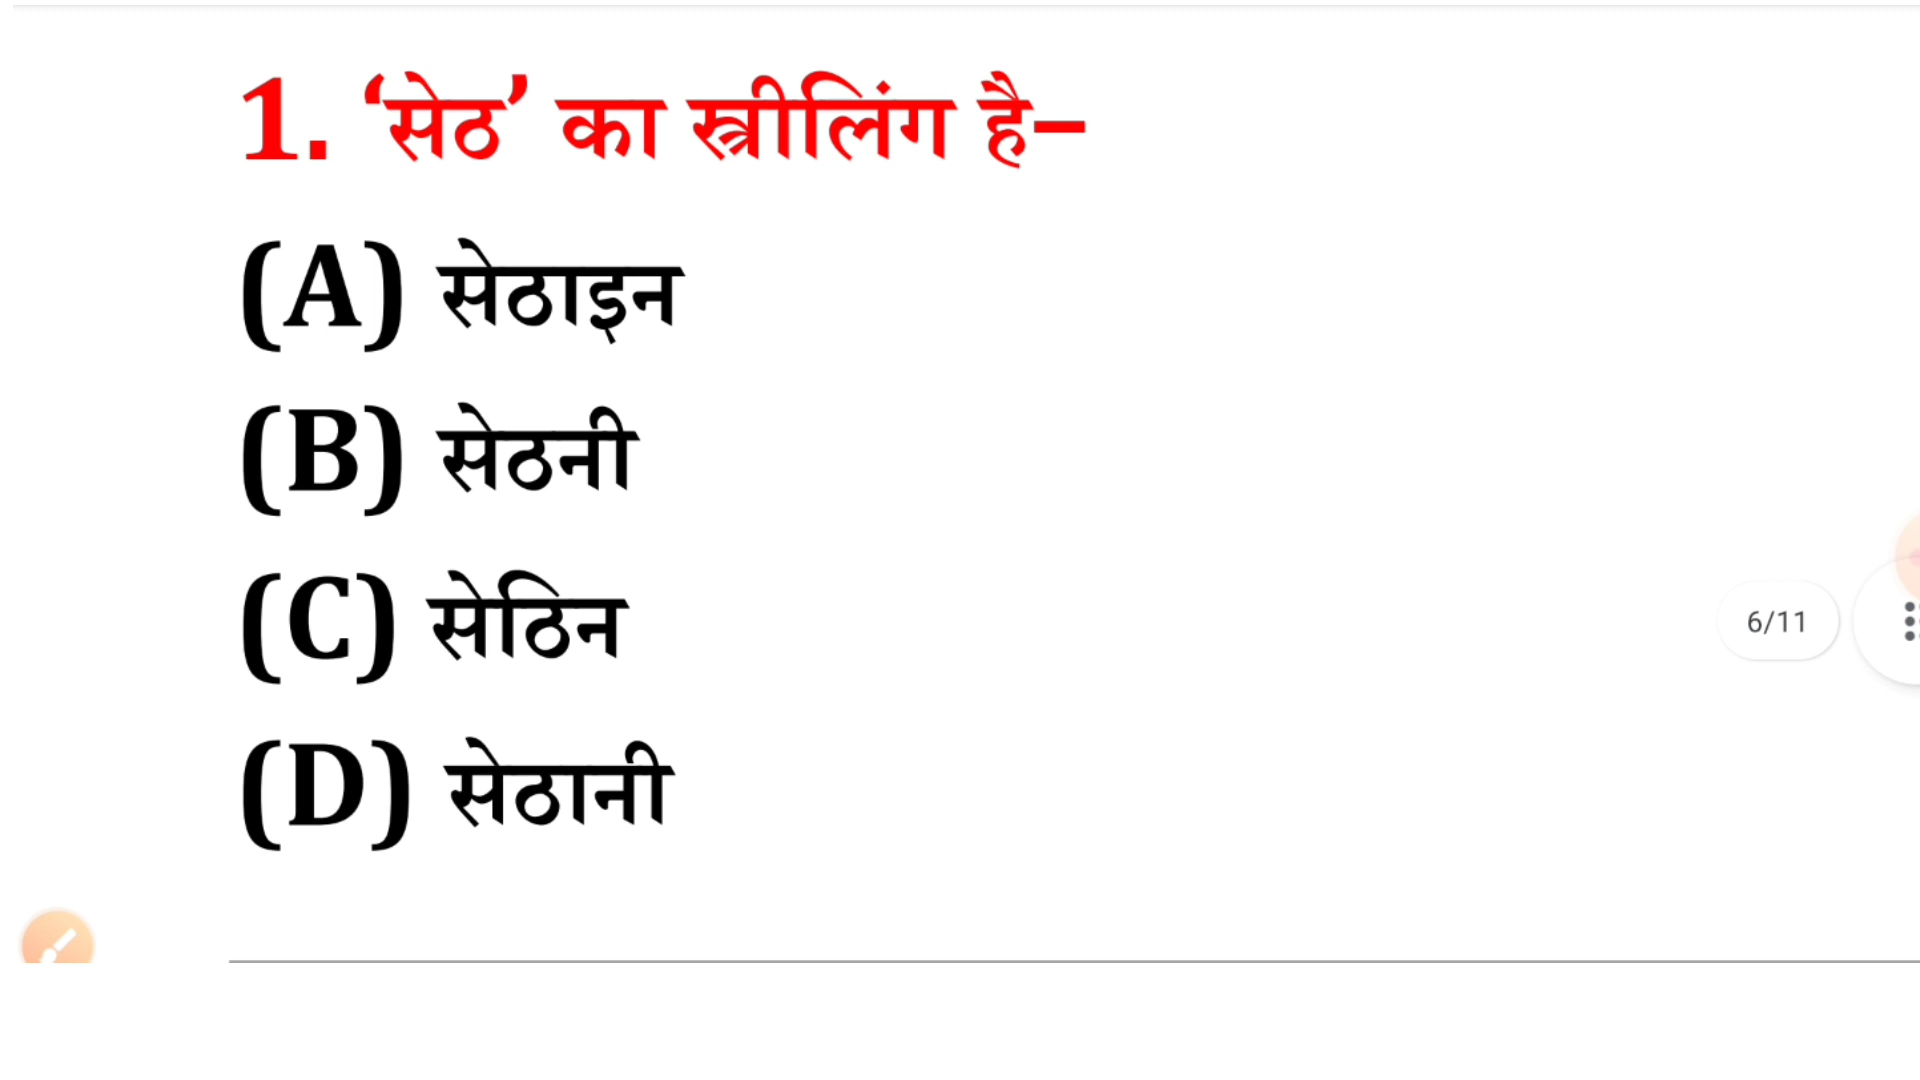 1. ‘सेठ’ का स्त्रीलिंग है–
(A) सेठाइन
(B) सेठनी
(C) सेठिन
6/11
(D) सेठानी